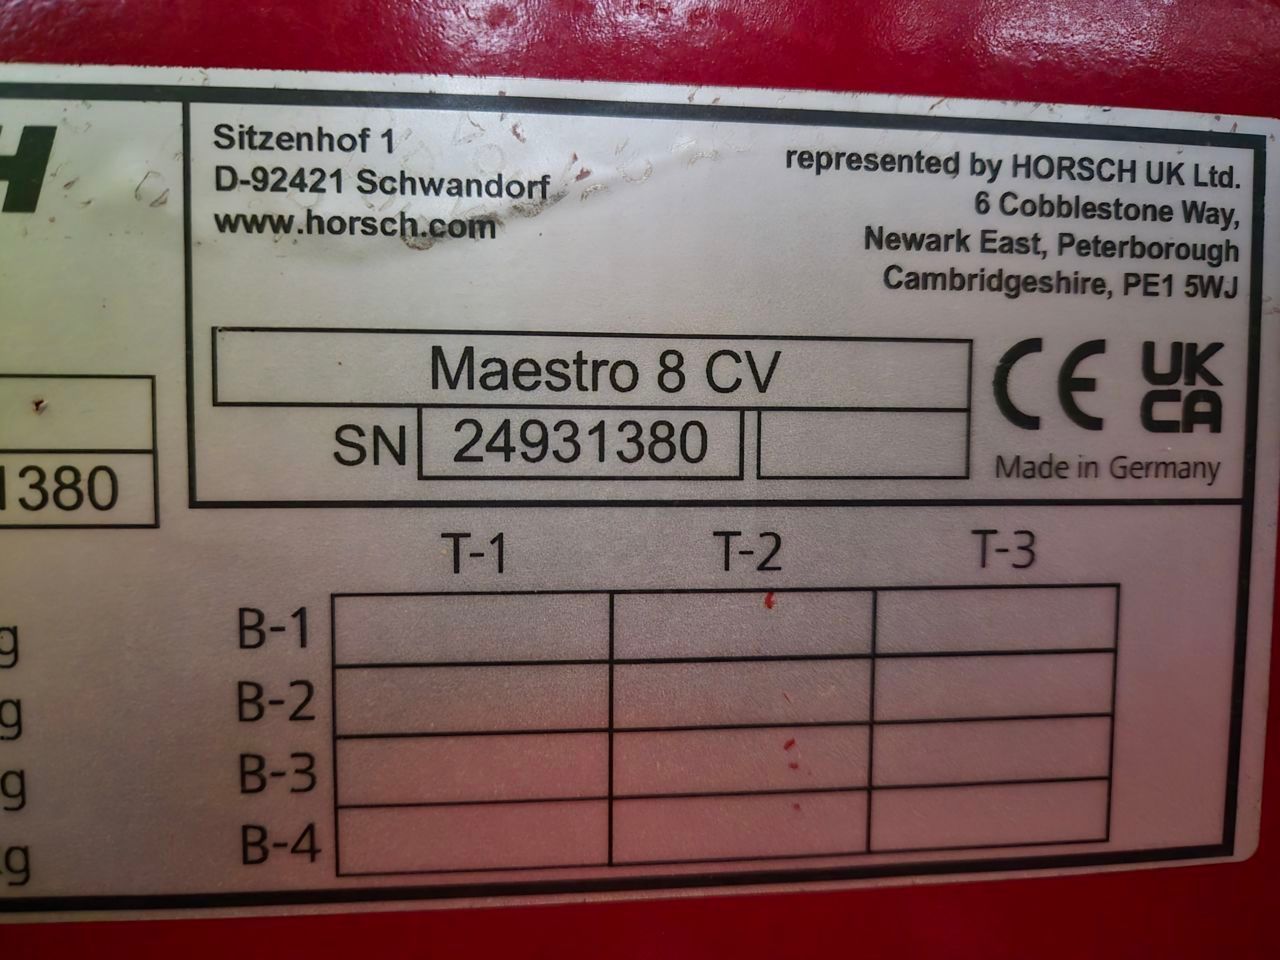 H
Sitzenhof 1
D-92421 Schwandorf
www.horsch.com
represented by HORSCH UK Ltd.
6 Cobblestone Way,
Newark East, Peterborough
Cambridgeshire, PE1 5WJ
Maestro 8 CV
SN 24931380
CE UK CA
Made in Germany
1380
T-1 T-2 T-3
g B-1
g B-2
g B-3
g B-4